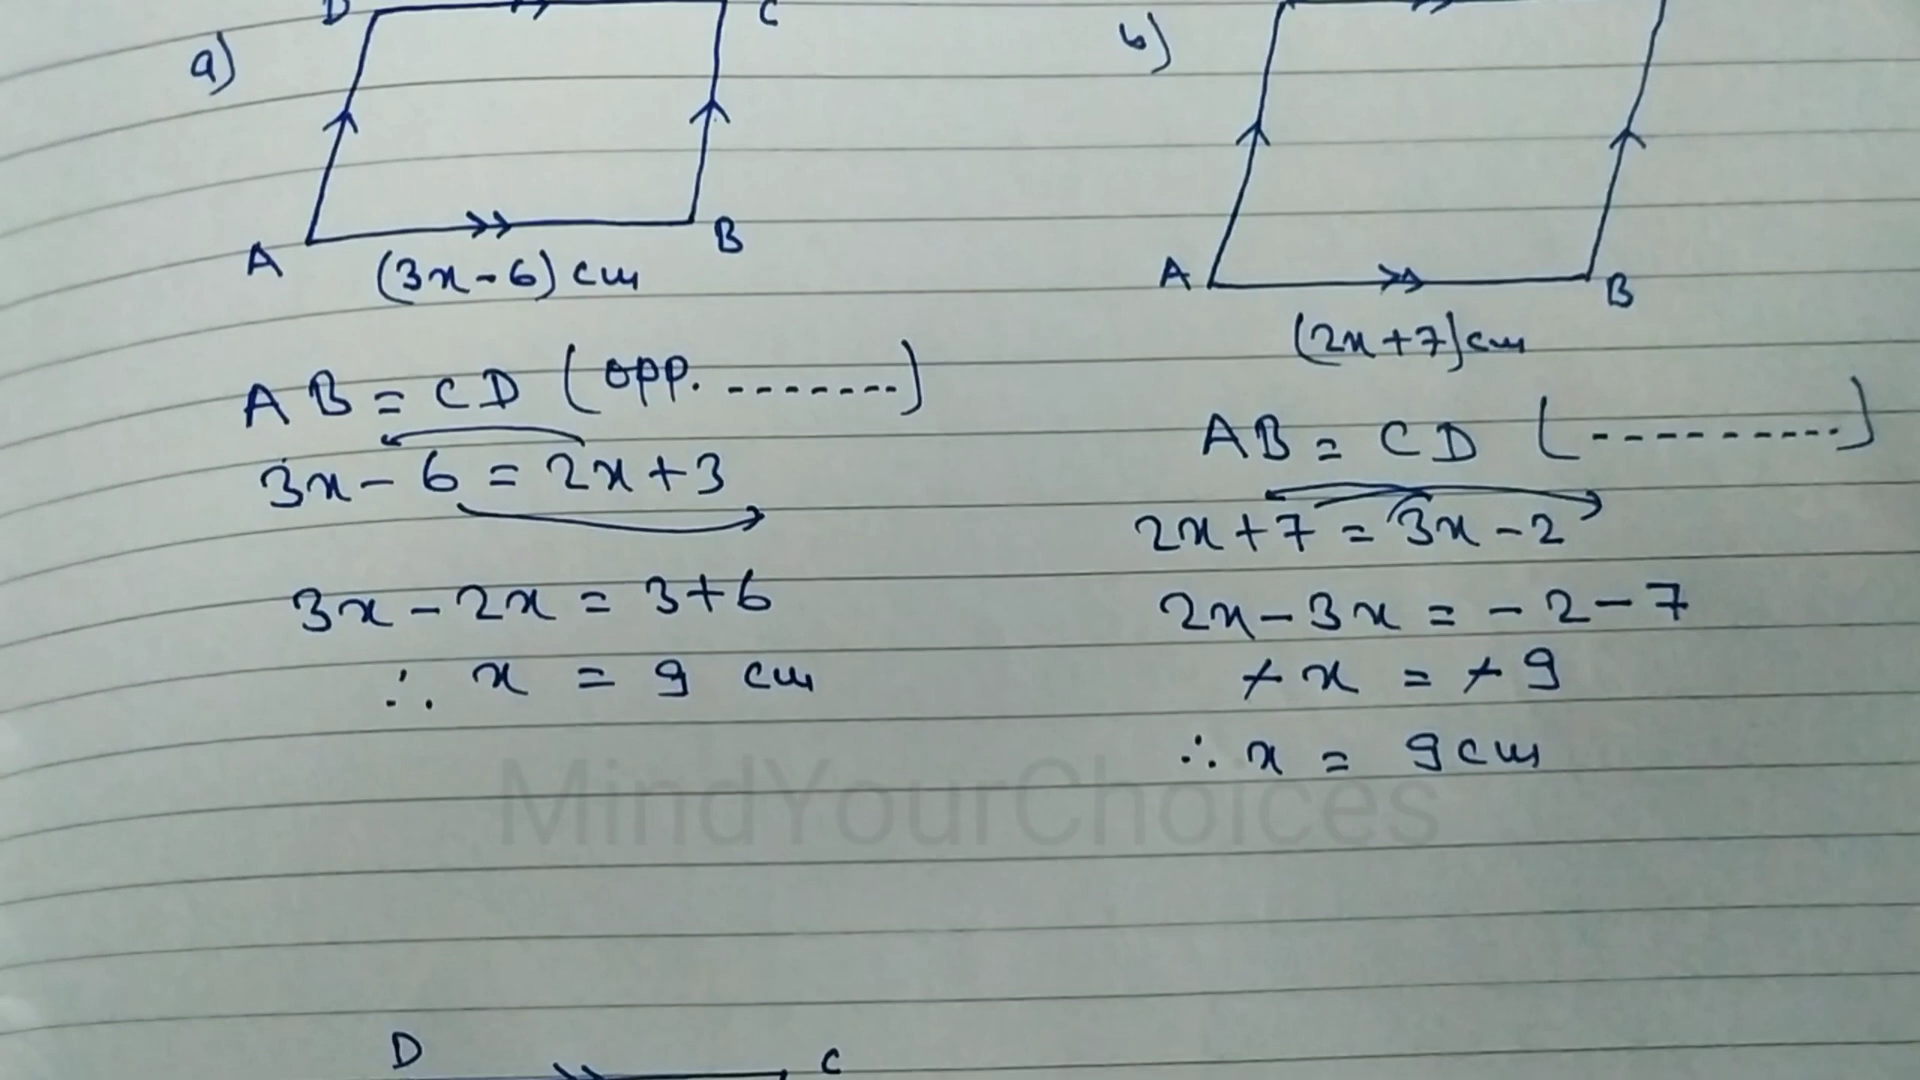 D C
a)
A B
(3x-6) cm
AB = CD (opp. --------)
3x - 6 = 2x + 3
3x - 2x = 3+6
∴ x = 9 cm
b)
A B
(2x+7) cm
AB = CD (----------)
2x + 7 = 3x - 2
2x - 3x = - 2 - 7
- x = - 9
∴ x = 9 cm
MindYourChoices
D C